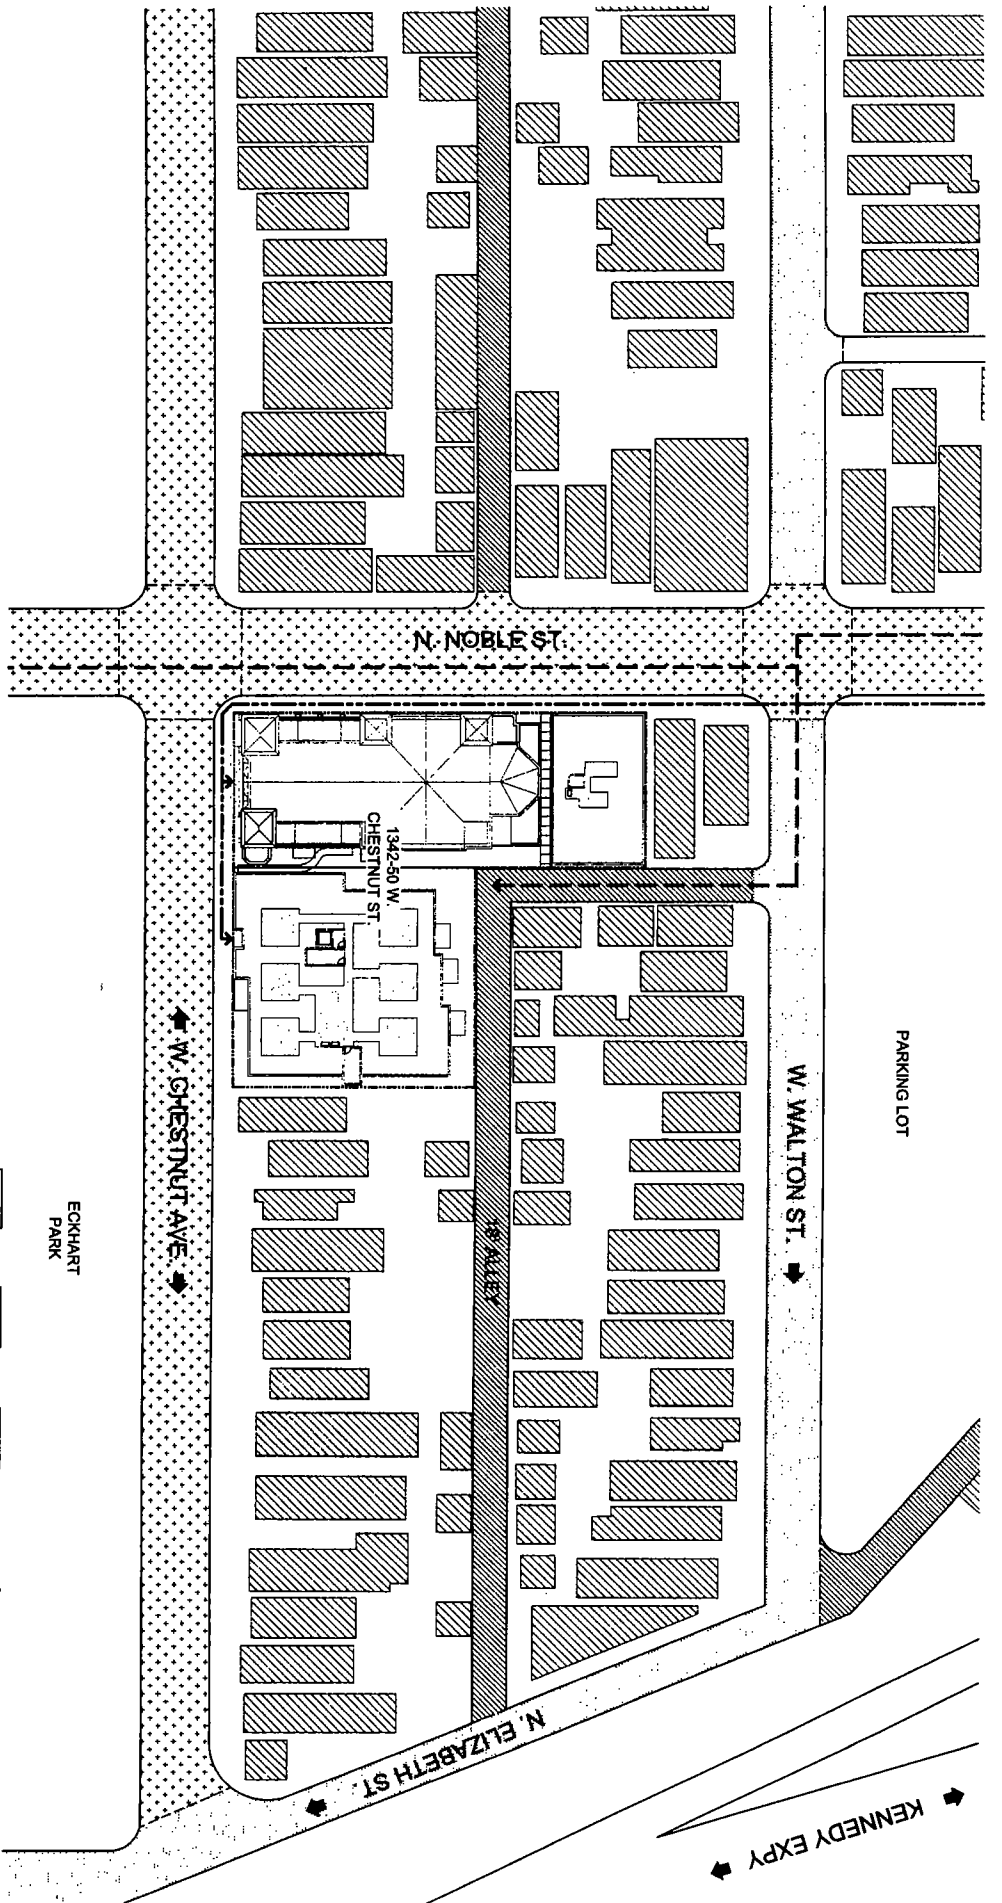 N. NOBLE ST.
1342-50 W.
CHESTNUT ST.
PARKING LOT
W. WALTON ST.
W. CHESTNUT AVE
ECKHART
PARK
18' ALLEY
N. ELIZABETH ST.
KENNEDY EXPY